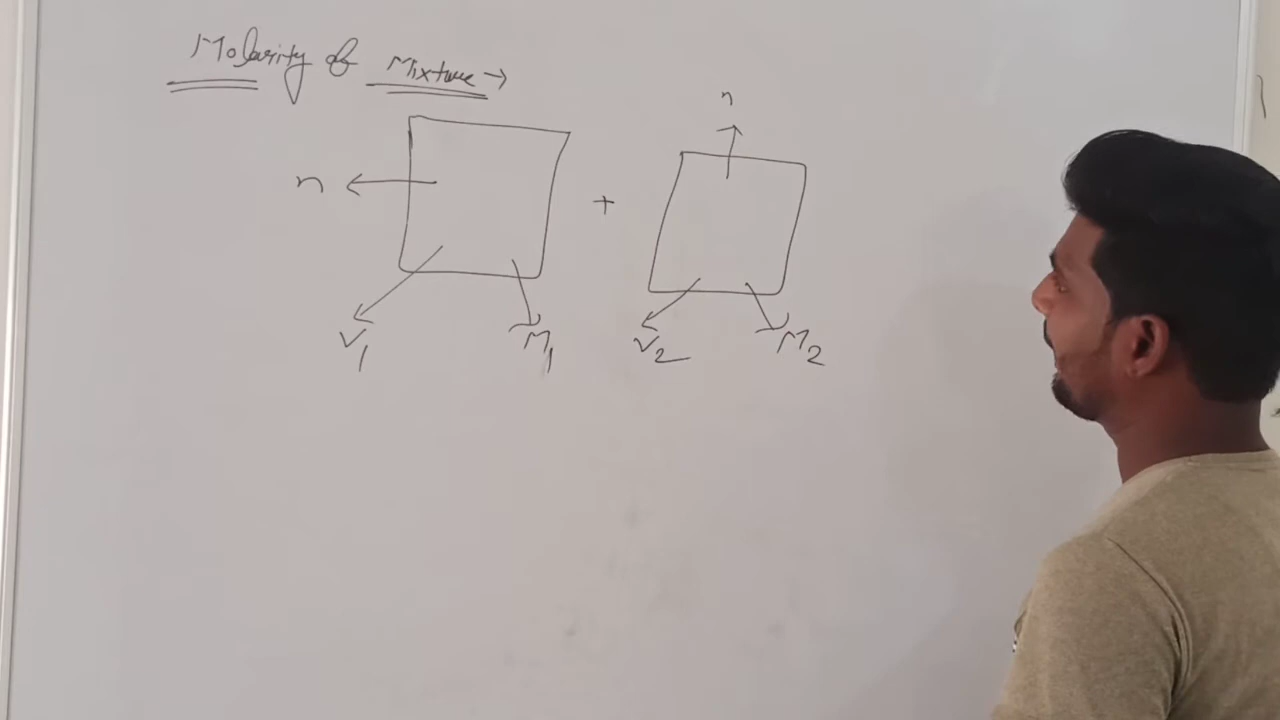 Molarity of Mixture →
n
n
+
V1 M1 V2 M2